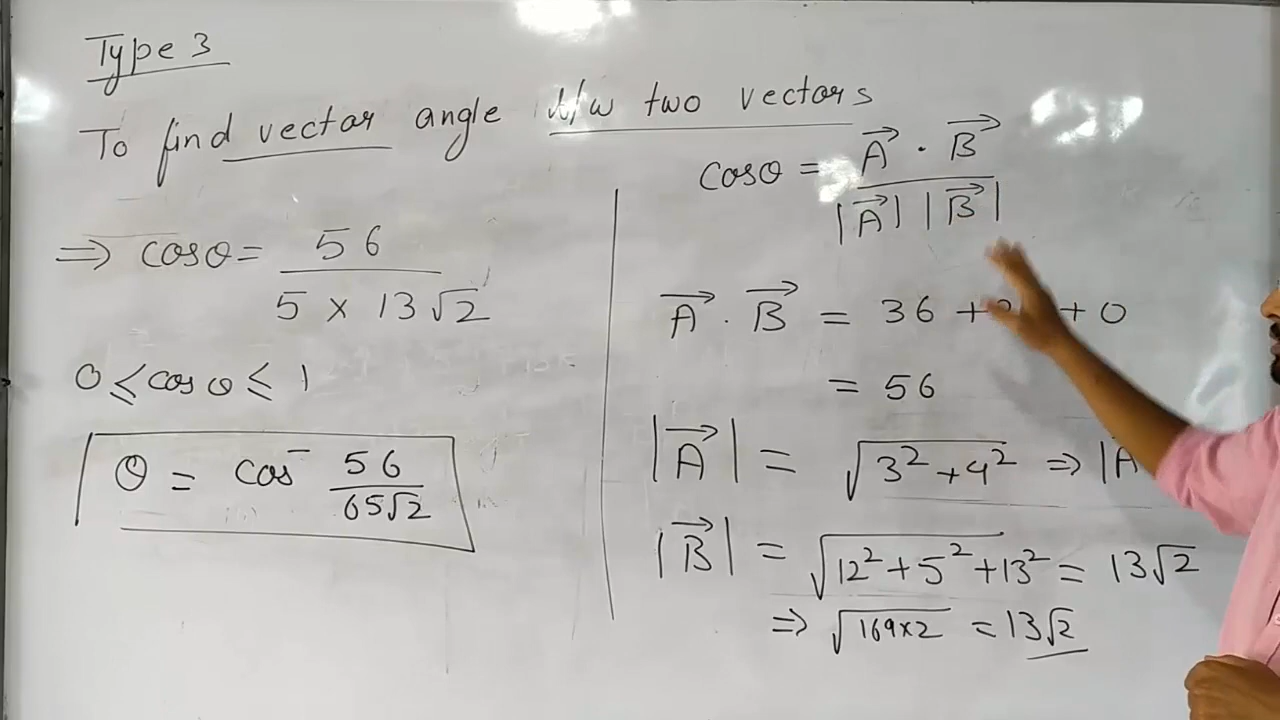 Type 3
To find vector angle b/w two vectors
cosθ = A⃗ · B⃗ / |A⃗| |B⃗|
⇒ cosθ = 56 / 5 × 13√2
0 ≤ cosθ ≤ 1
θ = cos⁻ 56 / 65√2
A⃗ · B⃗ = 36 + + 0
= 56
|A⃗| = √3² + 4² ⇒ |A
|B⃗| = √12² + 5² + 13² = 13√2
⇒ √169×2 = 13√2